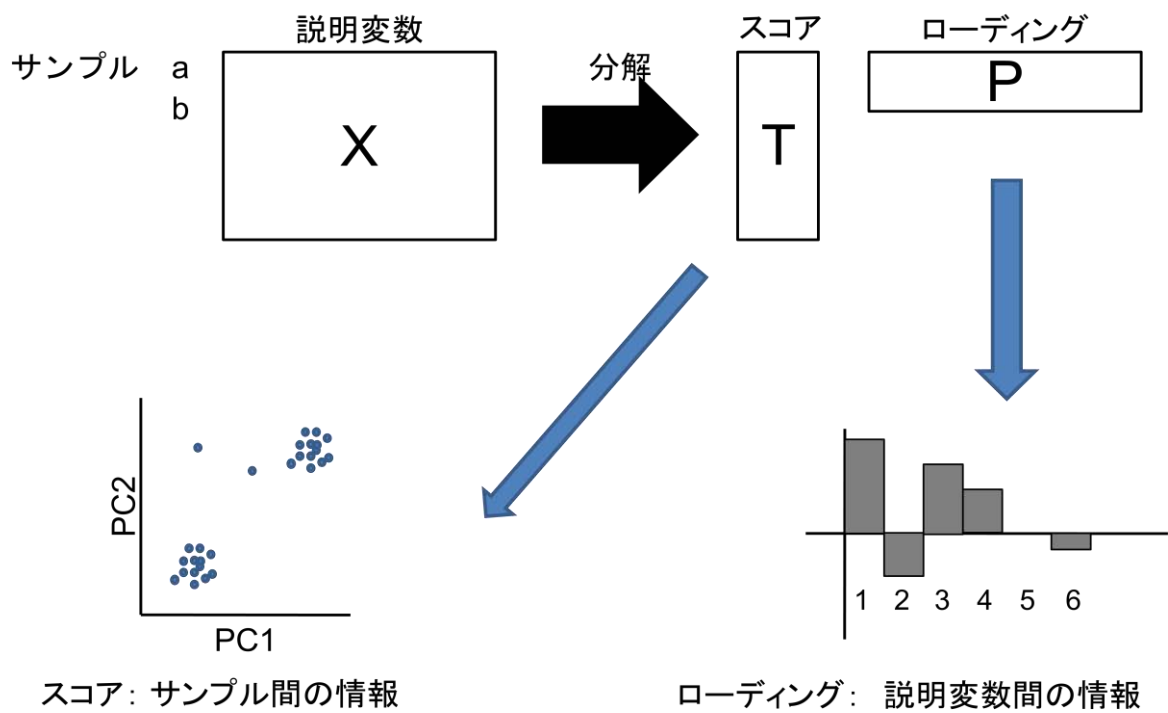 説明変数
スコア
ローディング
サンプル a
b
分解
X
T
P
PC2
PC1
1 2 3 4 5 6
スコア： サンプル間の情報
ローディング： 説明変数間の情報